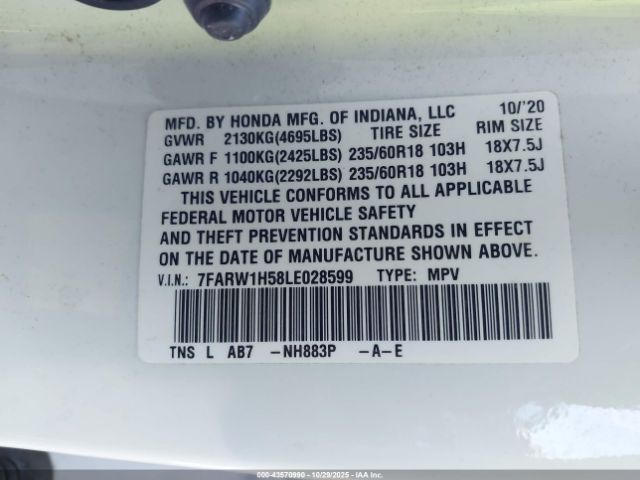 MFD. BY HONDA MFG. OF INDIANA, LLC 10/'20
GVWR 2130KG(4695LBS) TIRE SIZE RIM SIZE
GAWR F 1100KG(2425LBS) 235/60R18 103H 18X7.5J
GAWR R 1040KG(2292LBS) 235/60R18 103H 18X7.5J
THIS VEHICLE CONFORMS TO ALL APPLICABLE
FEDERAL MOTOR VEHICLE SAFETY
AND THEFT PREVENTION STANDARDS IN EFFECT
ON THE DATE OF MANUFACTURE SHOWN ABOVE.
V.I.N.: 7FARW1H58LE028599 TYPE: MPV
TNS L AB7 -NH883P -A-E
000-43570990 - 10/29/2025 - IAAI Inc.